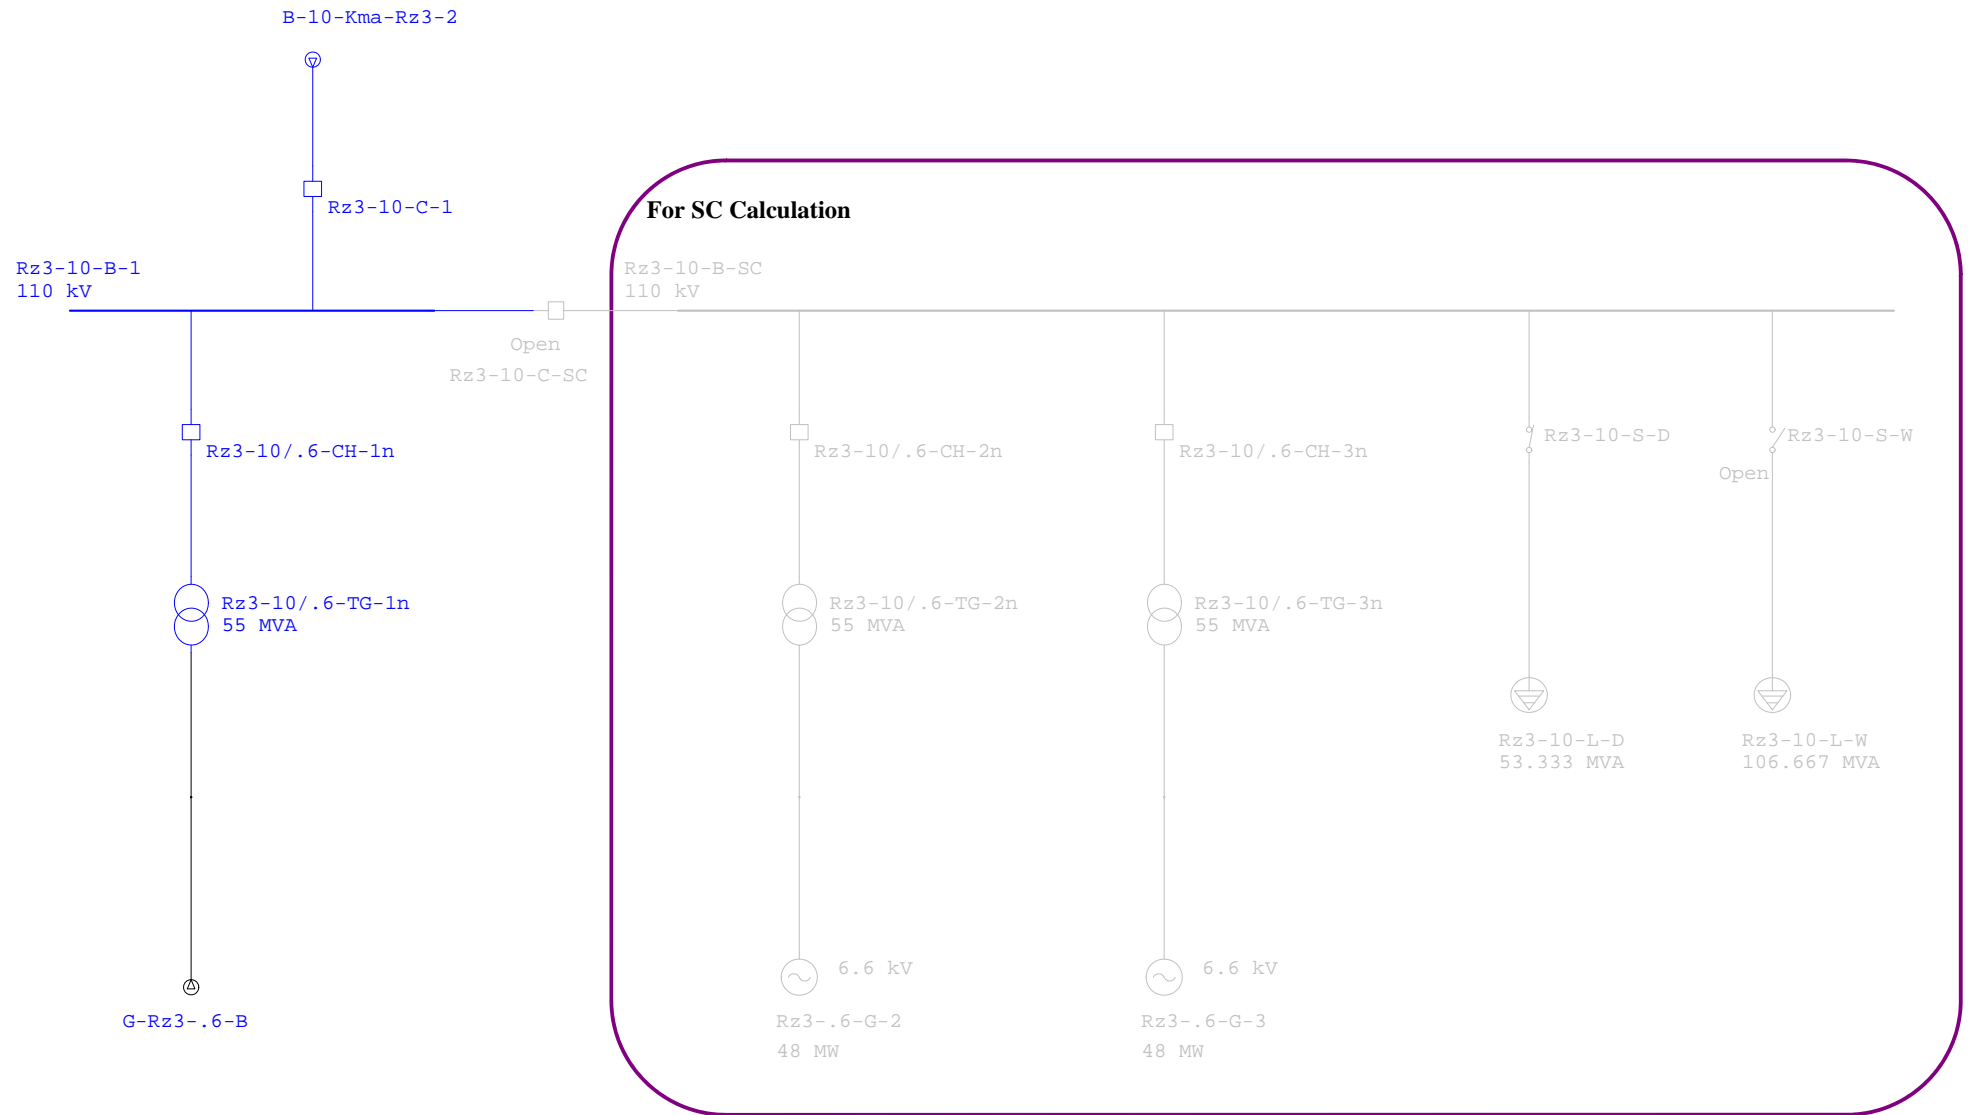 B-10-Kma-Rz3-2
Rz3-10-C-1
For SC Calculation
Rz3-10-B-1
110 kV
Rz3-10-B-SC
110 kV
Open
Rz3-10-C-SC
Rz3-10/.6-CH-1n
Rz3-10/.6-CH-2n
Rz3-10/.6-CH-3n
Rz3-10-S-D
Rz3-10-S-W
Open
Rz3-10/.6-TG-1n
55 MVA
Rz3-10/.6-TG-2n
55 MVA
Rz3-10/.6-TG-3n
55 MVA
Rz3-10-L-D
53.333 MVA
Rz3-10-L-W
106.667 MVA
6.6 kV
6.6 kV
G-Rz3-.6-B
Rz3-.6-G-2
48 MW
Rz3-.6-G-3
48 MW